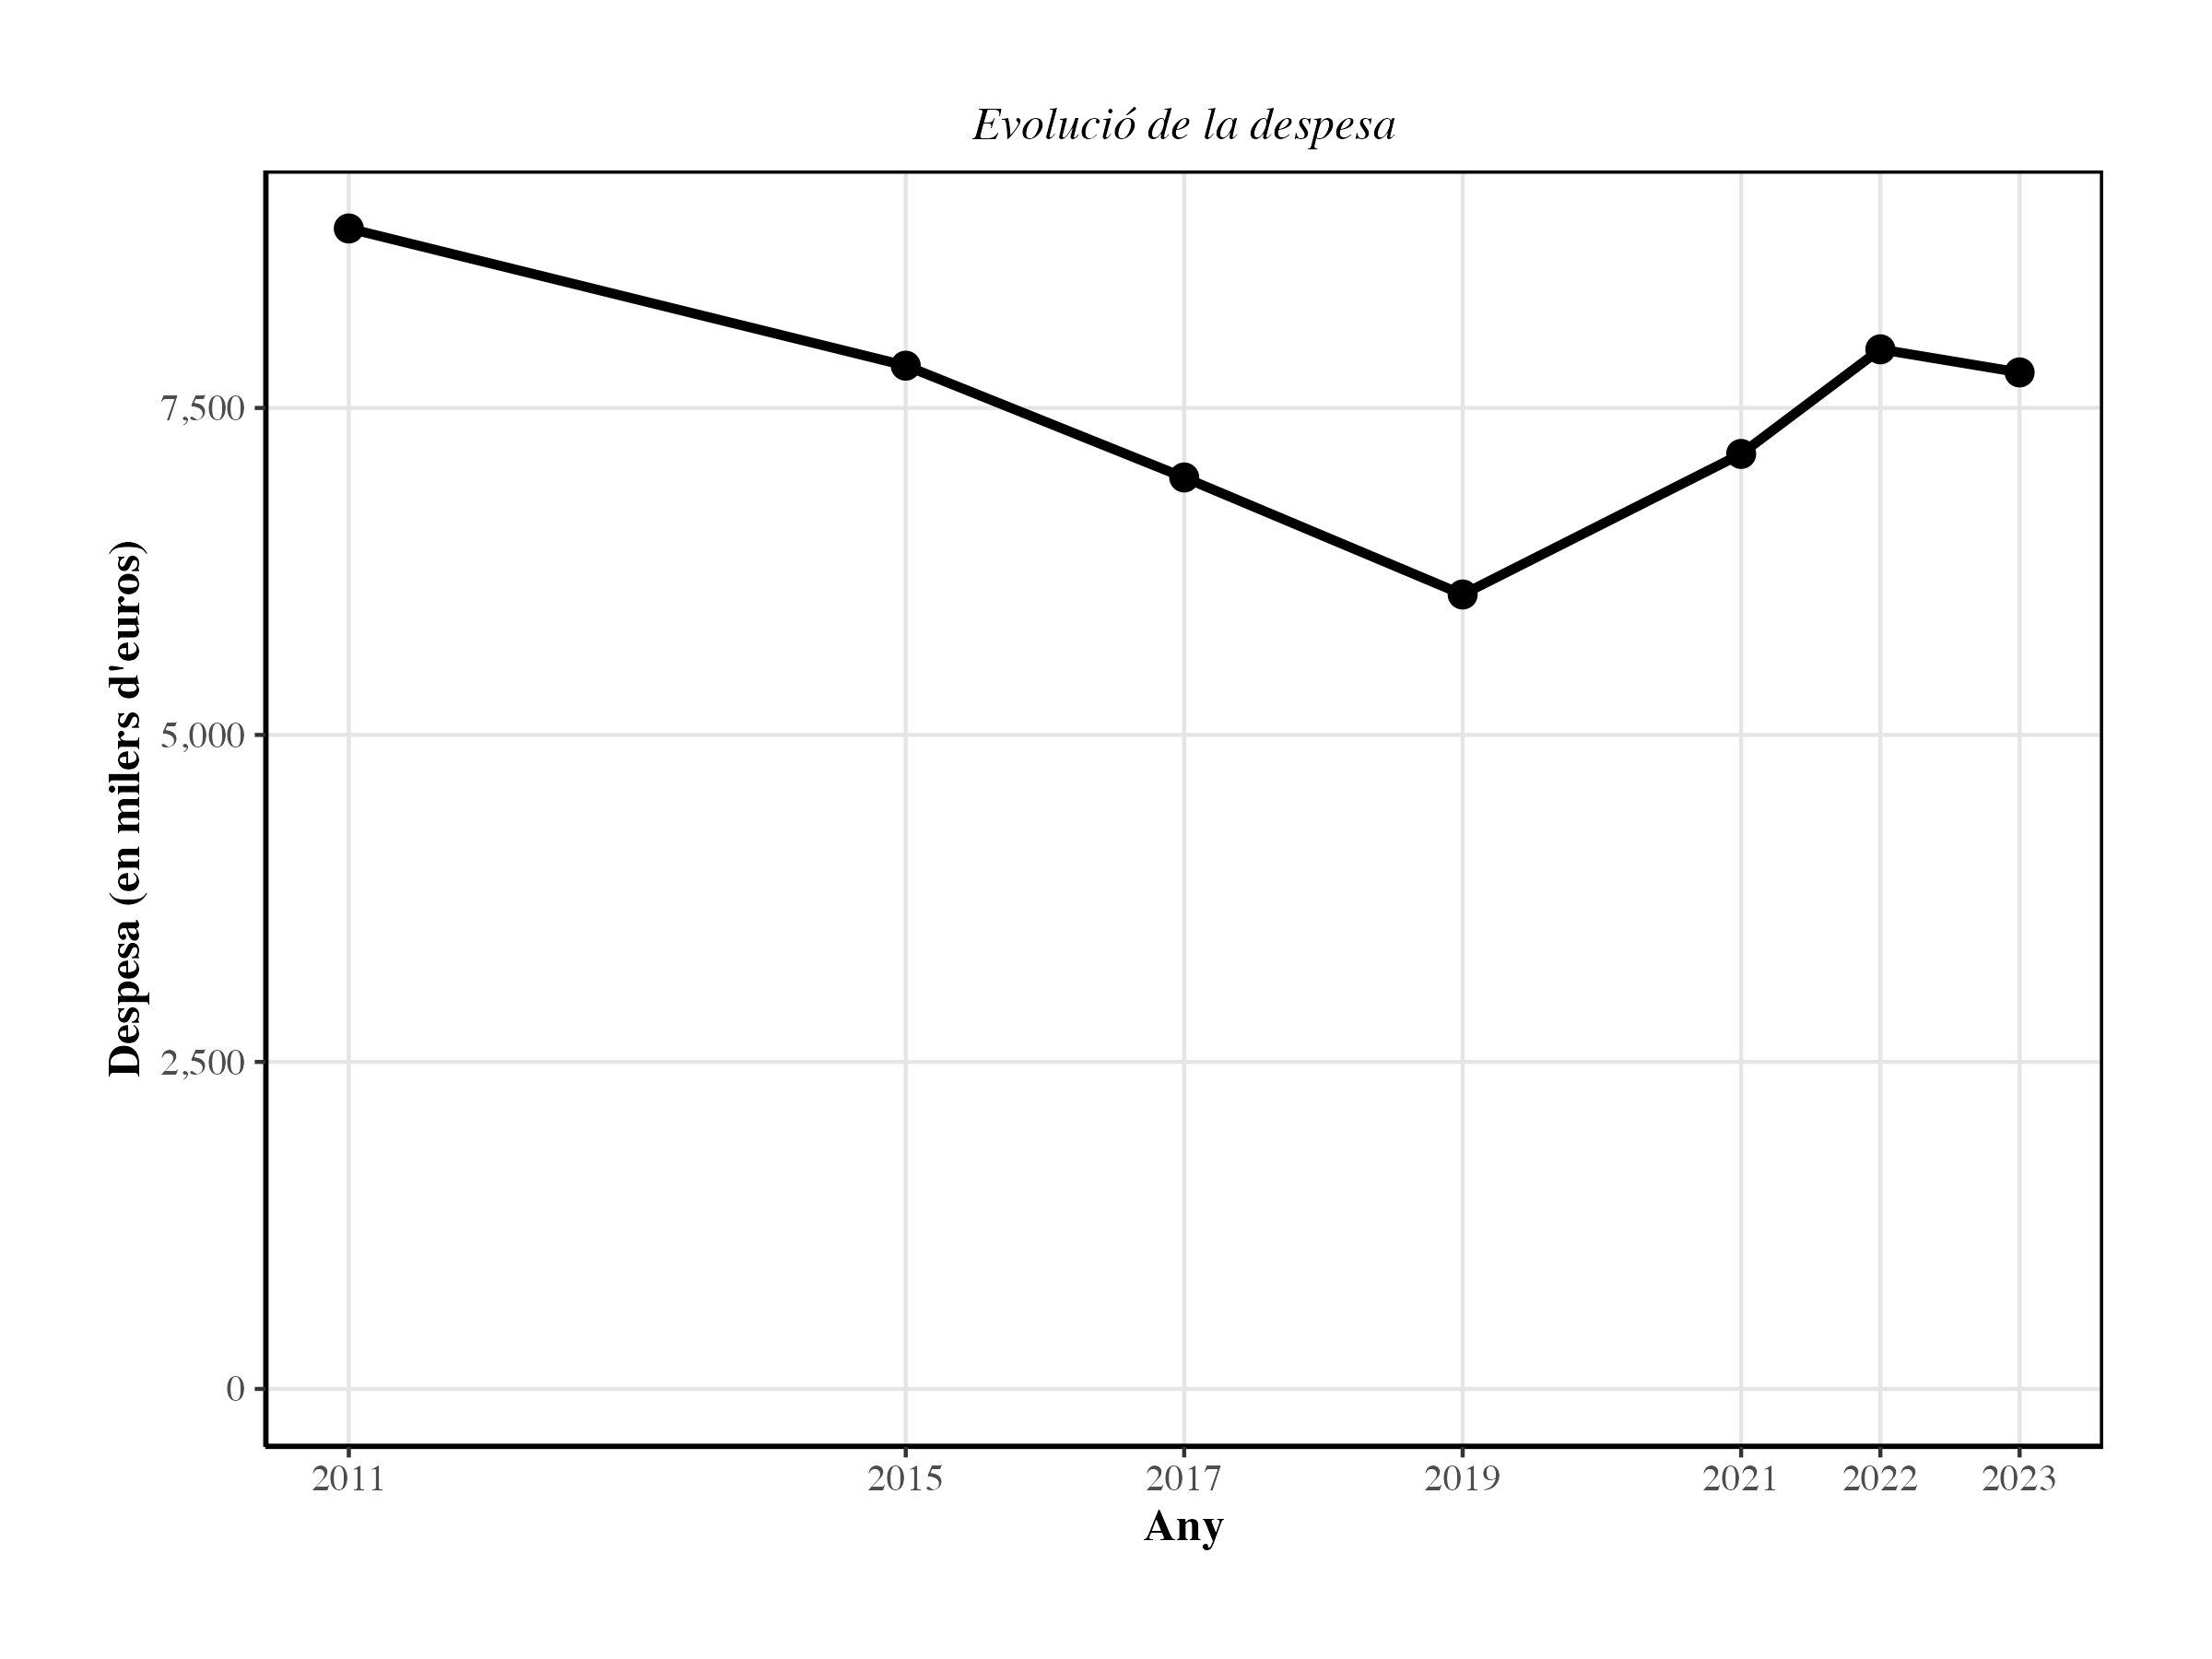 Evolució de la despesa
Despesa (en milers d'euros)
7,500
5,000
2,500
0
2011 2015 2017 2019 2021 2022 2023
Any